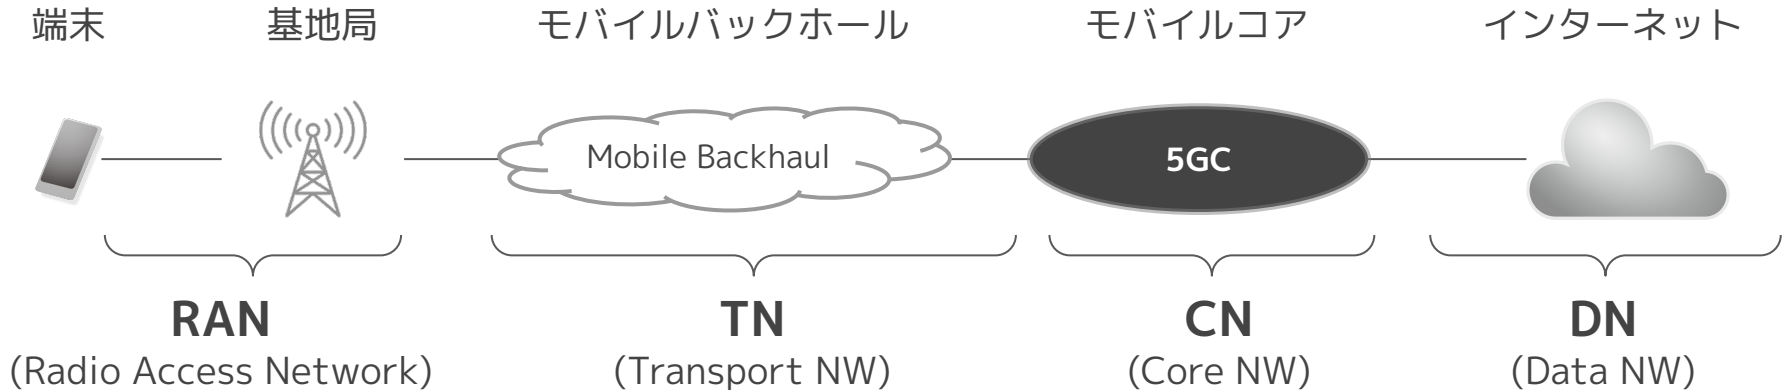 端末 基地局 モバイルバックホール モバイルコア インターネット
Mobile Backhaul 5GC
RAN TN CN DN
(Radio Access Network) (Transport NW) (Core NW) (Data NW)